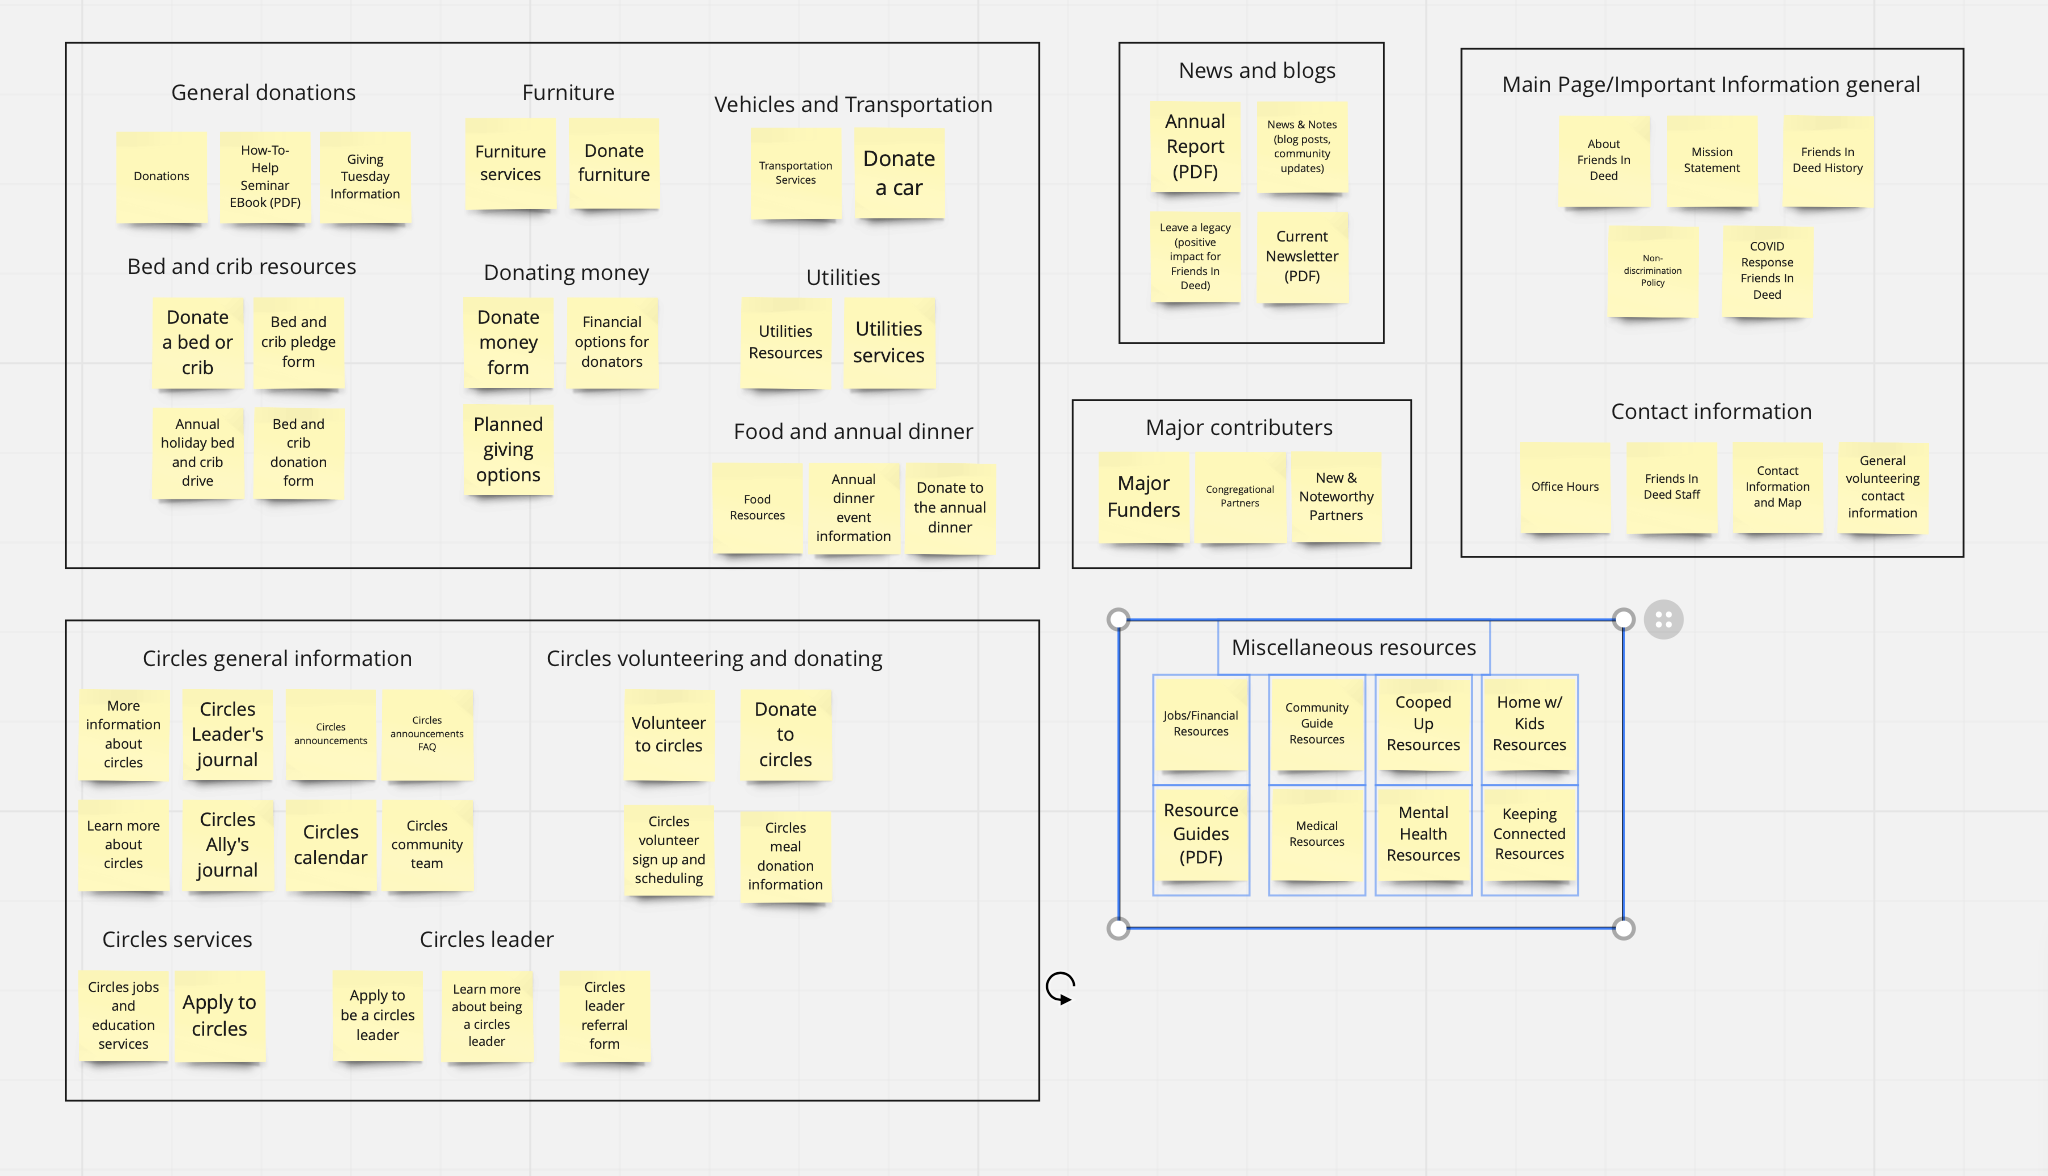 General donations
Donations
How-To-
Help
Seminar
EBook (PDF)
Giving
Tuesday
Information
Furniture
Furniture
services
Donate
furniture
Vehicles and Transportation
Transportation
Services
Donate
a car
Bed and crib resources
Donate
a bed or
crib
Bed and
crib pledge
form
Annual
holiday bed
and crib
drive
Bed and
crib
donation
form
Donating money
Donate
money
form
Financial
options for
donators
Planned
giving
options
Utilities
Utilities
Resources
Utilities
services
Food and annual dinner
Food
Resources
Annual
dinner
event
information
Donate to
the annual
dinner
News and blogs
Annual
Report
(PDF)
News & Notes
(blog posts,
community
updates)
Leave a legacy
(positive
impact for
Friends In
Deed)
Current
Newsletter
(PDF)
Major contributers
Major
Funders
Congregational
Partners
New &
Noteworthy
Partners
Main Page/Important Information general
About
Friends In
Deed
Mission
Statement
Friends In
Deed History
Non-
discrimination
Policy
COVID
Response
Friends In
Deed
Contact information
Office Hours
Friends In
Deed Staff
Contact
Information
and Map
General
volunteering
contact
information
Circles general information
More
information
about
circles
Circles
Leader's
journal
Circles
announcements
Circles
announcements
FAQ
Learn more
about
circles
Circles
Ally's
journal
Circles
calendar
Circles
community
team
Circles volunteering and donating
Volunteer
to circles
Donate
to
circles
Circles
volunteer
sign up and
scheduling
Circles
meal
donation
information
Circles services
Circles jobs
and
education
services
Apply to
circles
Circles leader
Apply to
be a circles
leader
Learn more
about being
a circles
leader
Circles
leader
referral
form
Miscellaneous resources
Jobs/Financial
Resources
Community
Guide
Resources
Cooped
Up
Resources
Home w/
Kids
Resources
Resource
Guides
(PDF)
Medical
Resources
Mental
Health
Resources
Keeping
Connected
Resources